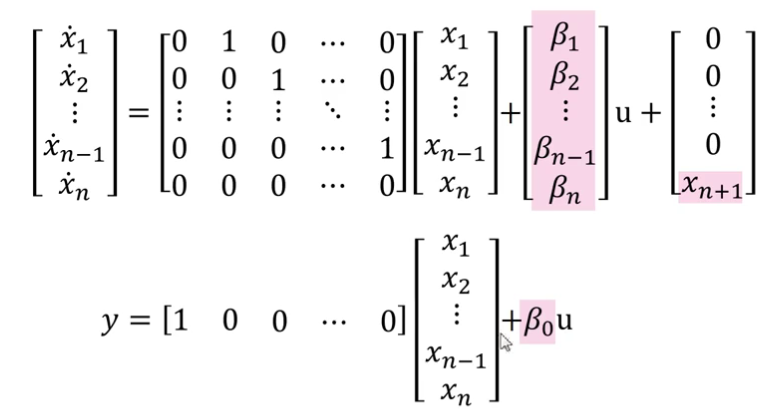 [ẋ₁ ẋ₂ ⋮ ẋₙ₋₁ ẋₙ] = [0 1 0 ⋯ 0; 0 0 1 ⋯ 0; ⋮ ⋮ ⋮ ⋱ ⋮; 0 0 0 ⋯ 1; 0 0 0 ⋯ 0] [x₁ x₂ ⋮ xₙ₋₁ xₙ] + [β₁ β₂ ⋮ βₙ₋₁ βₙ] u + [0 0 ⋮ 0 xₙ₊₁]
y = [1 0 0 ⋯ 0] [x₁ x₂ ⋮ xₙ₋₁ xₙ] +β₀u